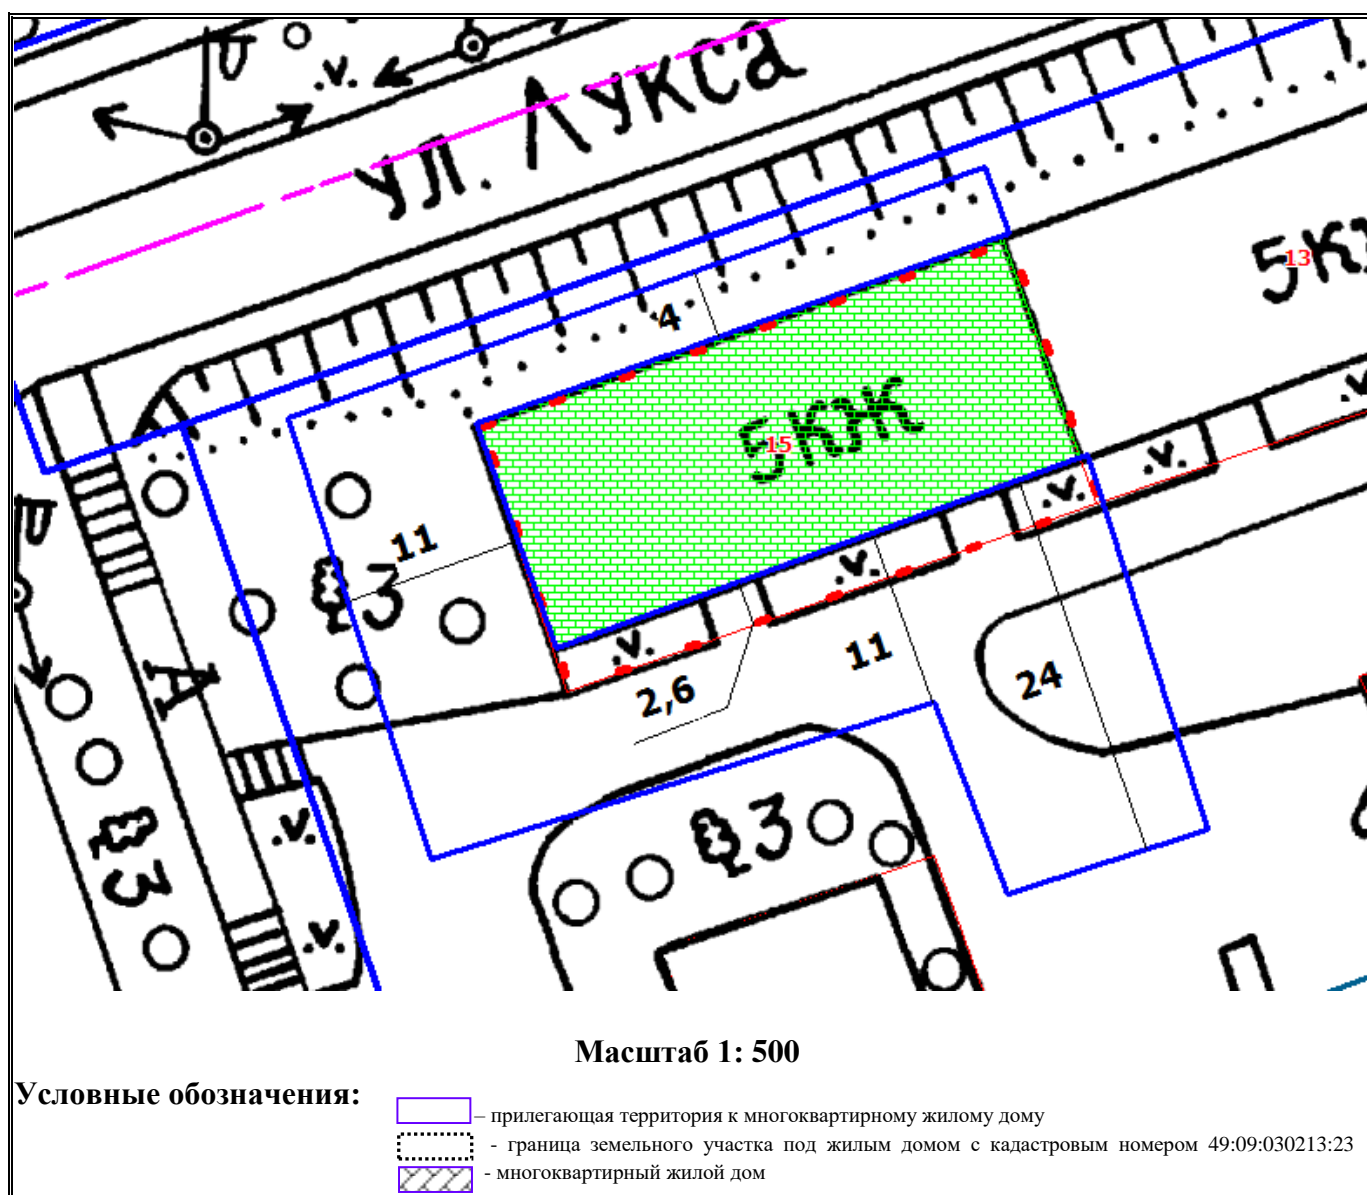 ул. Лукса
.v.
5КЖ
13
4
5КЖ
15
.v.
.v.
.v.
11
З
.v.
.v.
11
24
2,6
А
З
.v.
З
.v.
Масштаб 1: 500
Условные обозначения:
– прилегающая территория к многоквартирному жилому дому
- граница земельного участка под жилым домом с кадастровым номером 49:09:030213:23
- многоквартирный жилой дом